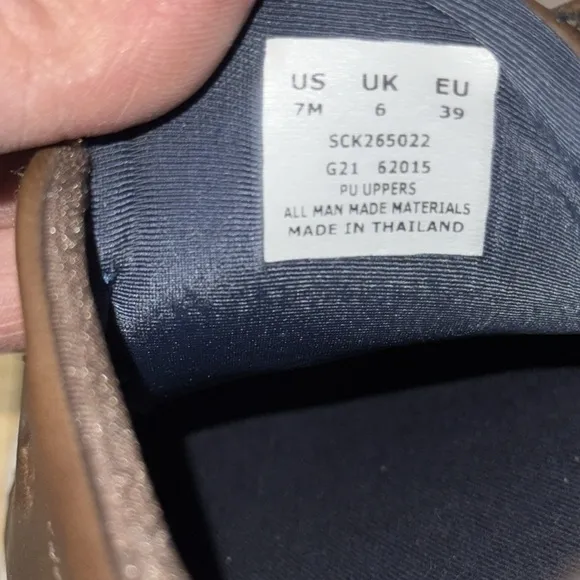 US UK EU
7M 6 39
SCK265022
G21 62015
PU UPPERS
ALL MAN MADE MATERIALS
MADE IN THAILAND